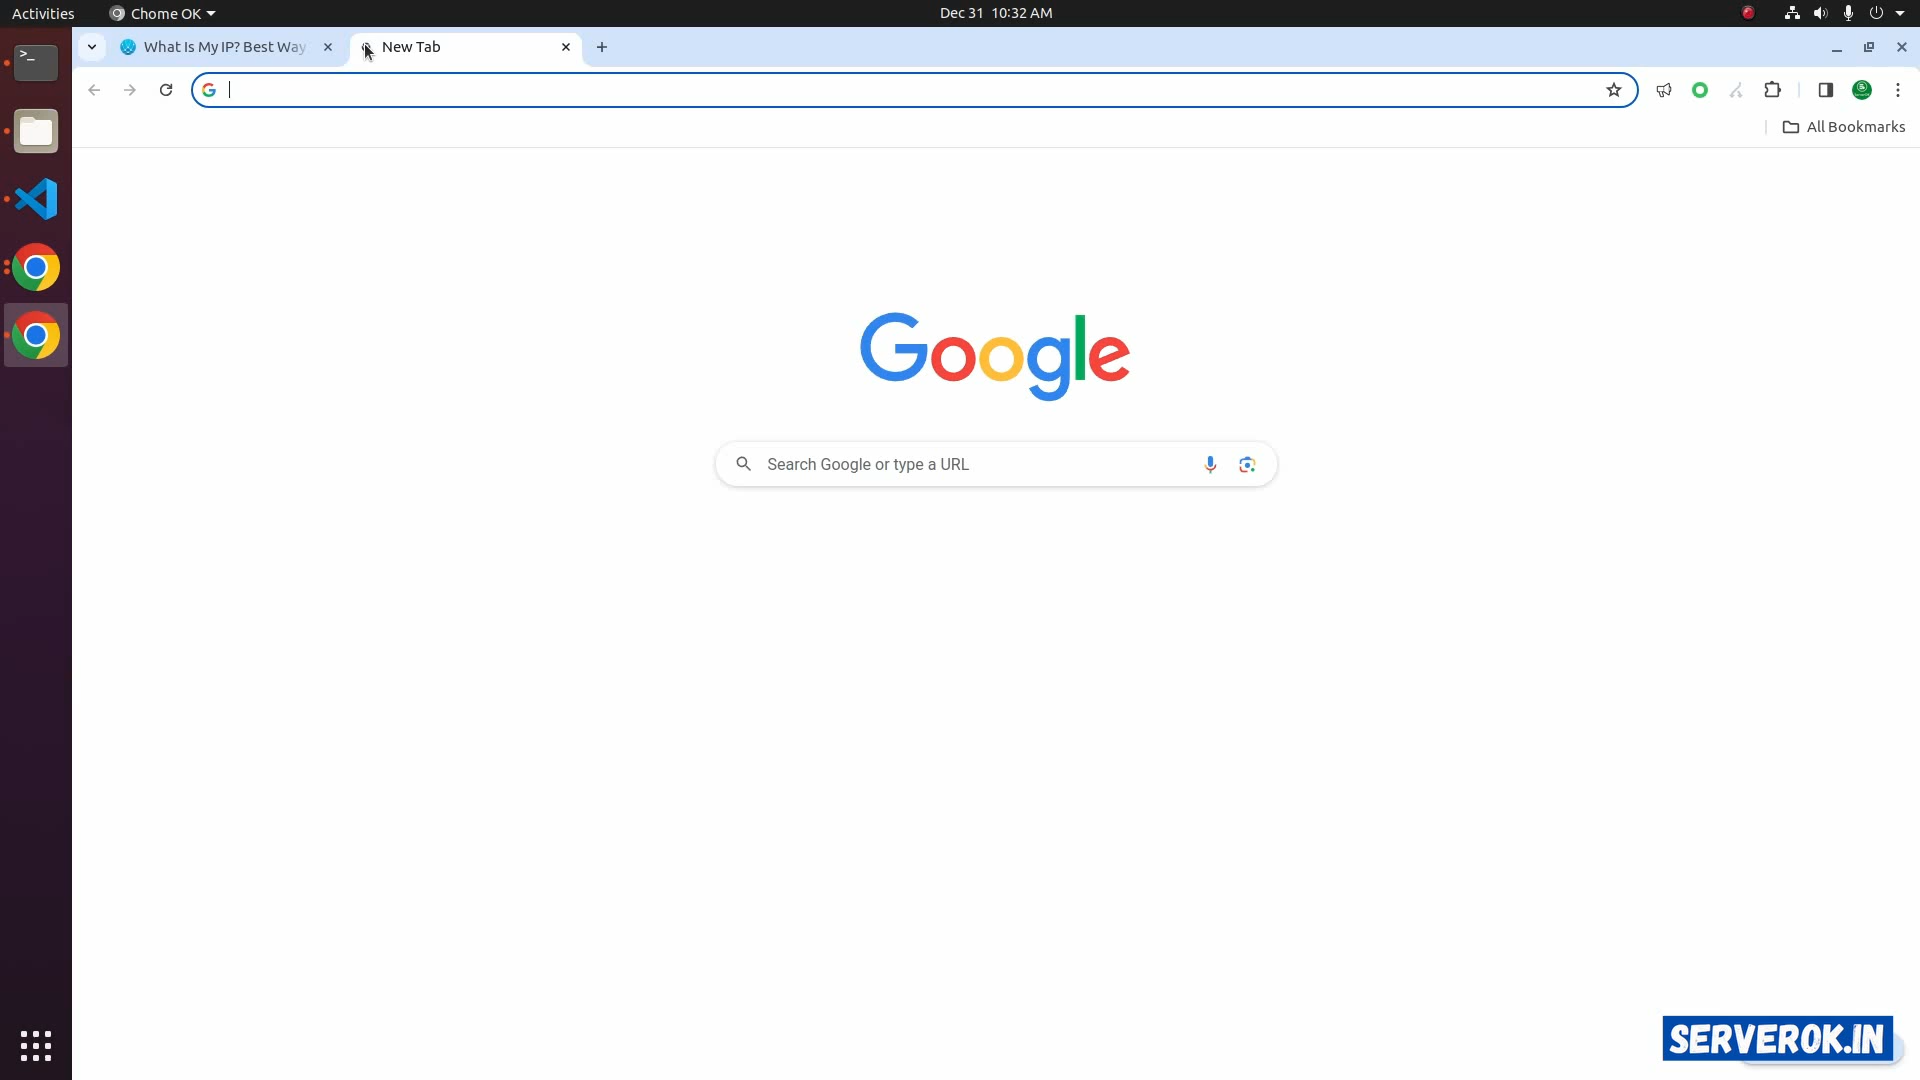 Activities
Chome OK
Dec 31 10:32 AM
What Is My IP? Best Way
New Tab
All Bookmarks
Google
Search Google or type a URL
SERVEROK.IN